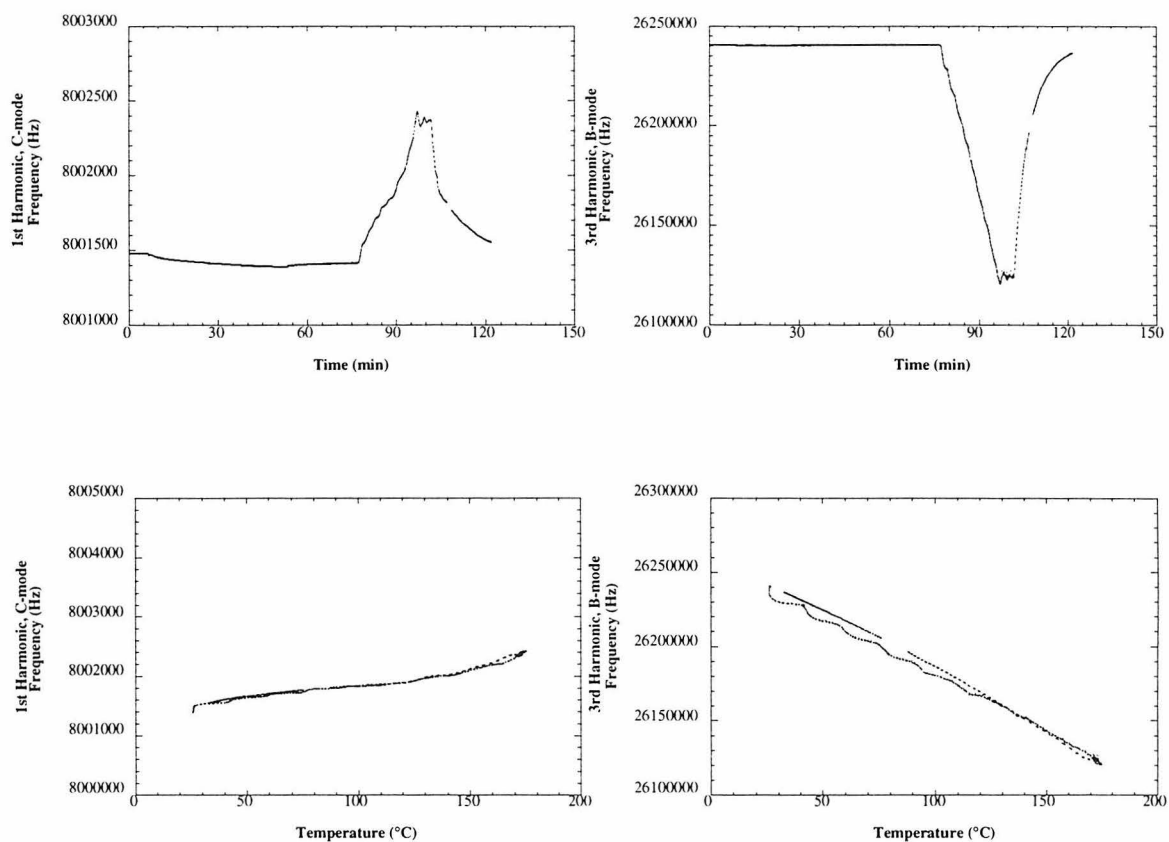 8003000
8002500
8002000
8001500
8001000
1st Harmonic, C-mode
Frequency (Hz)
0 30 60 90 120 150
Time (min)
26250000
26200000
26150000
26100000
3rd Harmonic, B-mode
Frequency (Hz)
0 30 60 90 120 150
Time (min)
8005000
8004000
8003000
8002000
8001000
8000000
1st Harmonic, C-mode
Frequency (Hz)
0 50 100 150 200
Temperature (°C)
26300000
26250000
26200000
26150000
26100000
3rd Harmonic, B-mode
Frequency (Hz)
0 50 100 150 200
Temperature (°C)